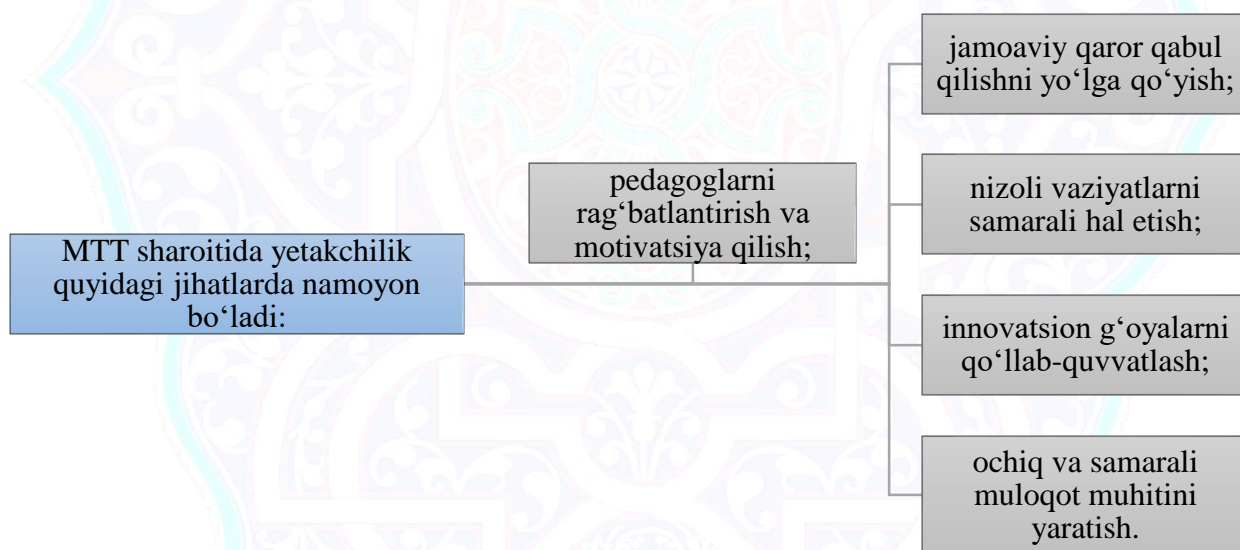 MTT sharoitida yetakchilik
quyidagi jihatlarda namoyon
bo‘ladi:
pedagoglarni
rag‘batlantirish va
motivatsiya qilish;
jamoaviy qaror qabul
qilishni yo‘lga qo‘yish;
nizoli vaziyatlarni
samarali hal etish;
innovatsion g‘oyalarni
qo‘llab-quvvatlash;
ochiq va samarali
muloqot muhitini
yaratish.